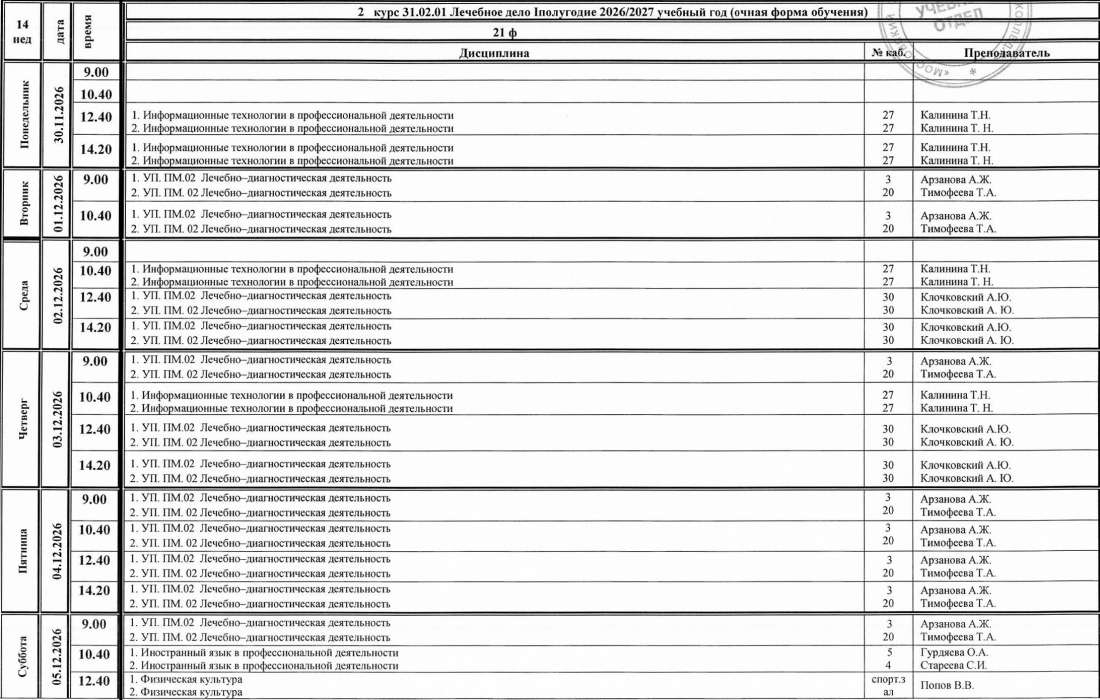 14 нед
дата
время
2 курс 31.02.01 Лечебное дело Iполугодие 2026/2027 учебный год (очная форма обучения)
21 ф
Дисциплина № каб. Преподаватель
УЧЕБН
ОТДЕЛ
Понедельник 30.11.2026
9.00
10.40
12.40 1. Информационные технологии в профессиональной деятельности 27 Калинина Т.Н.
2. Информационные технологии в профессиональной деятельности 27 Калинина Т. Н.
14.20 1. Информационные технологии в профессиональной деятельности 27 Калинина Т.Н.
2. Информационные технологии в профессиональной деятельности 27 Калинина Т. Н.
Вторник 01.12.2026
9.00 1. УП. ПМ.02 Лечебно–диагностическая деятельность 3 Арзанова А.Ж.
2. УП. ПМ. 02 Лечебно–диагностическая деятельность 20 Тимофеева Т.А.
10.40 1. УП. ПМ.02 Лечебно–диагностическая деятельность 3 Арзанова А.Ж.
2. УП. ПМ. 02 Лечебно–диагностическая деятельность 20 Тимофеева Т.А.
Среда 02.12.2026
9.00
10.40 1. Информационные технологии в профессиональной деятельности 27 Калинина Т.Н.
2. Информационные технологии в профессиональной деятельности 27 Калинина Т. Н.
12.40 1. УП. ПМ.02 Лечебно–диагностическая деятельность 30 Клочковский А.Ю.
2. УП. ПМ. 02 Лечебно–диагностическая деятельность 30 Клочковский А. Ю.
14.20 1. УП. ПМ.02 Лечебно–диагностическая деятельность 30 Клочковский А.Ю.
2. УП. ПМ. 02 Лечебно–диагностическая деятельность 30 Клочковский А. Ю.
Четверг 03.12.2026
9.00 1. УП. ПМ.02 Лечебно–диагностическая деятельность 3 Арзанова А.Ж.
2. УП. ПМ. 02 Лечебно–диагностическая деятельность 20 Тимофеева Т.А.
10.40 1. Информационные технологии в профессиональной деятельности 27 Калинина Т.Н.
2. Информационные технологии в профессиональной деятельности 27 Калинина Т. Н.
12.40 1. УП. ПМ.02 Лечебно–диагностическая деятельность 30 Клочковский А.Ю.
2. УП. ПМ. 02 Лечебно–диагностическая деятельность 30 Клочковский А. Ю.
14.20 1. УП. ПМ.02 Лечебно–диагностическая деятельность 30 Клочковский А.Ю.
2. УП. ПМ. 02 Лечебно–диагностическая деятельность 30 Клочковский А. Ю.
Пятница 04.12.2026
9.00 1. УП. ПМ.02 Лечебно–диагностическая деятельность 3 Арзанова А.Ж.
2. УП. ПМ. 02 Лечебно–диагностическая деятельность 20 Тимофеева Т.А.
10.40 1. УП. ПМ.02 Лечебно–диагностическая деятельность 3 Арзанова А.Ж.
2. УП. ПМ. 02 Лечебно–диагностическая деятельность 20 Тимофеева Т.А.
12.40 1. УП. ПМ.02 Лечебно–диагностическая деятельность 3 Арзанова А.Ж.
2. УП. ПМ. 02 Лечебно–диагностическая деятельность 20 Тимофеева Т.А.
14.20 1. УП. ПМ.02 Лечебно–диагностическая деятельность 3 Арзанова А.Ж.
2. УП. ПМ. 02 Лечебно–диагностическая деятельность 20 Тимофеева Т.А.
Суббота 05.12.2026
9.00 1. УП. ПМ.02 Лечебно–диагностическая деятельность 3 Арзанова А.Ж.
2. УП. ПМ. 02 Лечебно–диагностическая деятельность 20 Тимофеева Т.А.
10.40 1. Иностранный язык в профессиональной деятельности 5 Гурдяева О.А.
2. Иностранный язык в профессиональной деятельности 4 Стареева С.И.
12.40 1. Физическая культура спорт.з Попов В.В.
2. Физическая культура ал